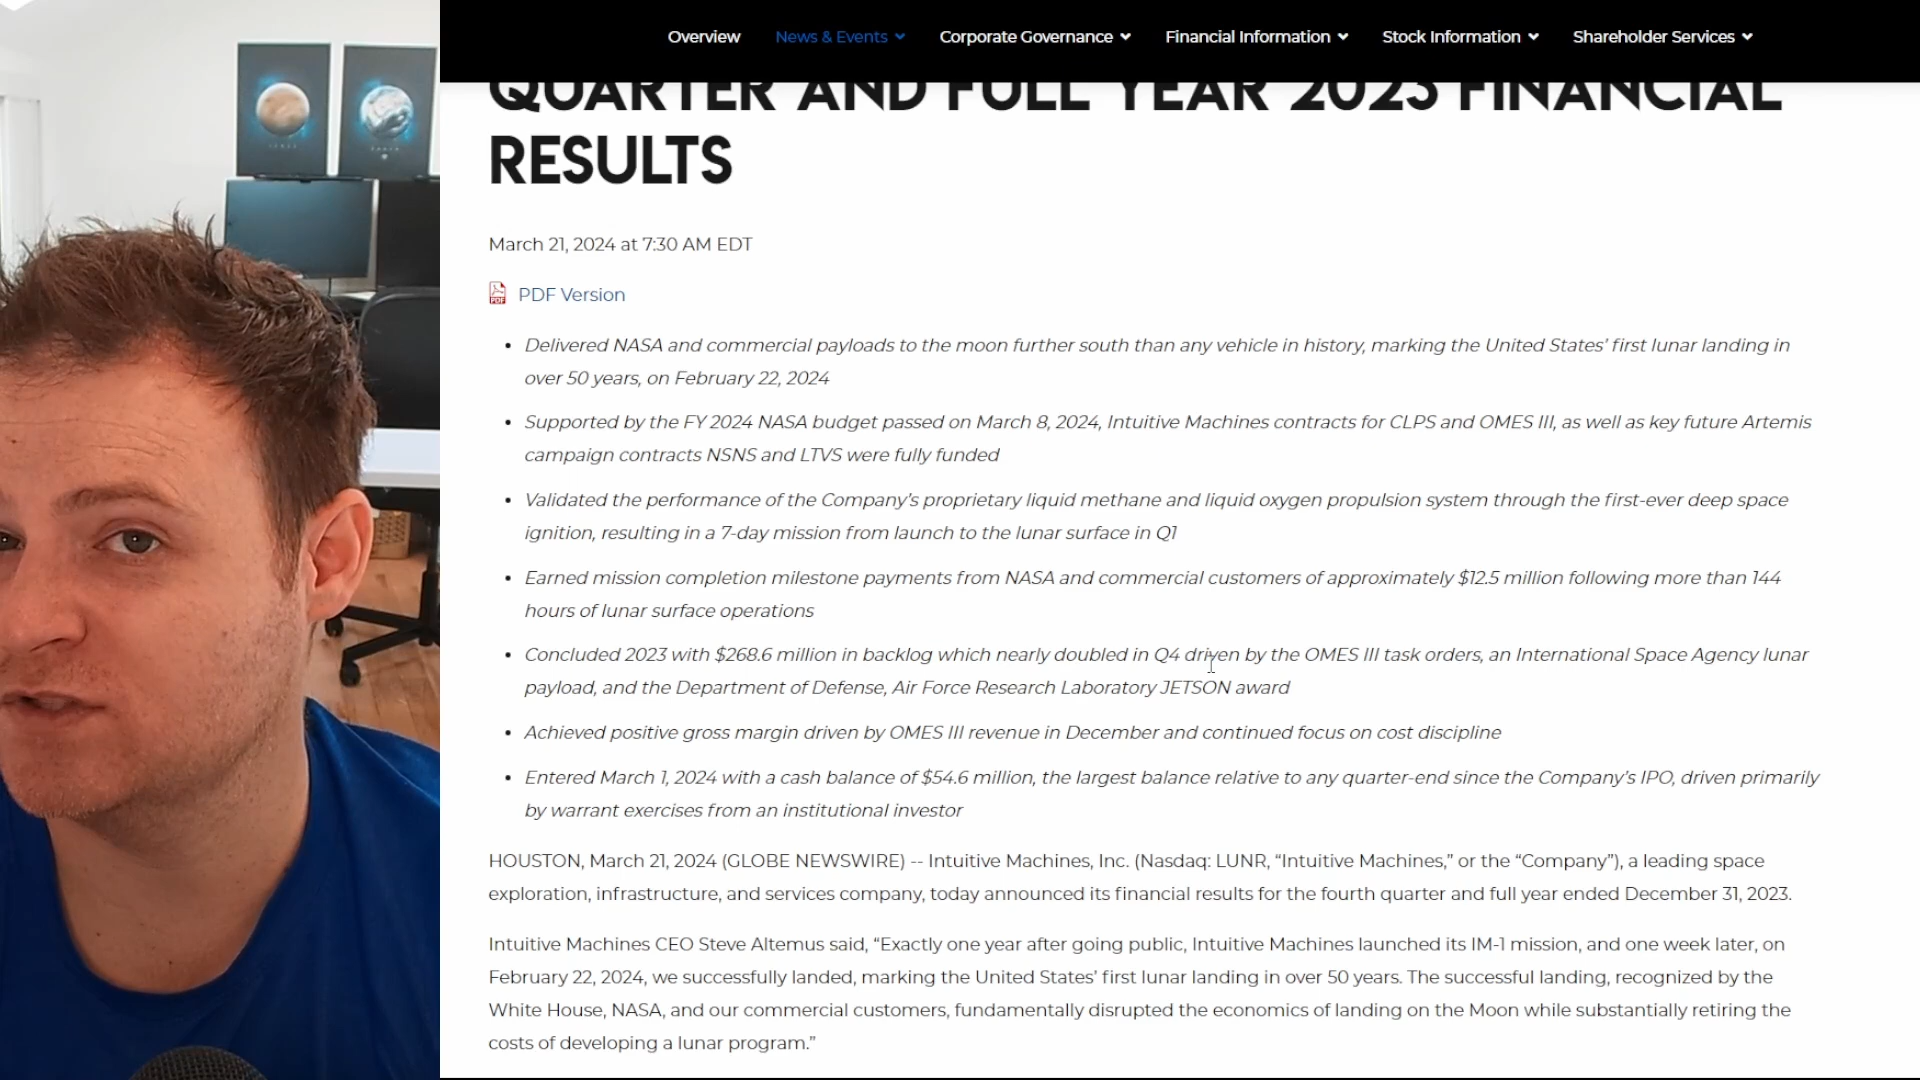 Overview News & Events Corporate Governance Financial Information Stock Information Shareholder Services
QUARTER AND FULL YEAR 2023 FINANCIAL
RESULTS
March 21, 2024 at 7:30 AM EDT
PDF Version
• Delivered NASA and commercial payloads to the moon further south than any vehicle in history, marking the United States’ first lunar landing in
over 50 years, on February 22, 2024
• Supported by the FY 2024 NASA budget passed on March 8, 2024, Intuitive Machines contracts for CLPS and OMES III, as well as key future Artemis
campaign contracts NSNS and LTVS were fully funded
• Validated the performance of the Company’s proprietary liquid methane and liquid oxygen propulsion system through the first-ever deep space
ignition, resulting in a 7-day mission from launch to the lunar surface in Q1
• Earned mission completion milestone payments from NASA and commercial customers of approximately $12.5 million following more than 144
hours of lunar surface operations
• Concluded 2023 with $268.6 million in backlog which nearly doubled in Q4 driven by the OMES III task orders, an International Space Agency lunar
payload, and the Department of Defense, Air Force Research Laboratory JETSON award
• Achieved positive gross margin driven by OMES III revenue in December and continued focus on cost discipline
• Entered March 1, 2024 with a cash balance of $54.6 million, the largest balance relative to any quarter-end since the Company’s IPO, driven primarily
by warrant exercises from an institutional investor
HOUSTON, March 21, 2024 (GLOBE NEWSWIRE) -- Intuitive Machines, Inc. (Nasdaq: LUNR, “Intuitive Machines,” or the “Company”), a leading space
exploration, infrastructure, and services company, today announced its financial results for the fourth quarter and full year ended December 31, 2023.
Intuitive Machines CEO Steve Altemus said, “Exactly one year after going public, Intuitive Machines launched its IM-1 mission, and one week later, on
February 22, 2024, we successfully landed, marking the United States’ first lunar landing in over 50 years. The successful landing, recognized by the
White House, NASA, and our commercial customers, fundamentally disrupted the economics of landing on the Moon while substantially retiring the
costs of developing a lunar program.”